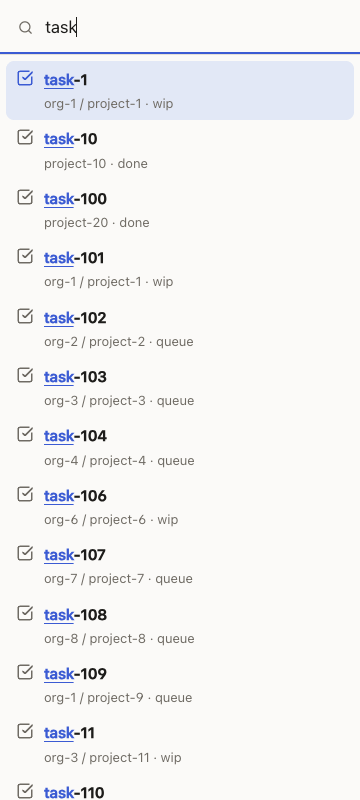 task
task-1
org-1 / project-1 · wip
task-10
project-10 · done
task-100
project-20 · done
task-101
org-1 / project-1 · wip
task-102
org-2 / project-2 · queue
task-103
org-3 / project-3 · queue
task-104
org-4 / project-4 · queue
task-106
org-6 / project-6 · wip
task-107
org-7 / project-7 · queue
task-108
org-8 / project-8 · queue
task-109
org-1 / project-9 · queue
task-11
org-3 / project-11 · wip
task-110